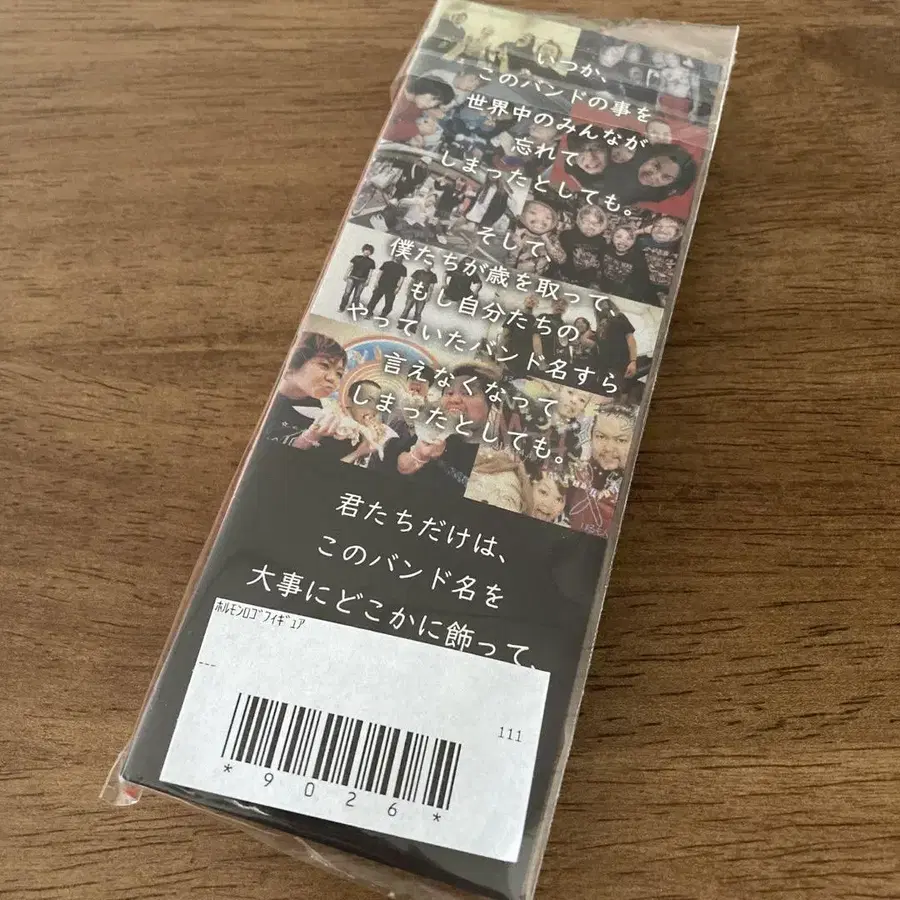 いつか、
このバンドの事を
世界中のみんなが
忘れて
しまったとしても。
そして、
僕たちが歳を取って、
もし自分たちの
やっていたバンド名すら
言えなくなって
しまったとしても。
君たちだけは、
このバンド名を
大事にどこかに飾って、
ﾎﾙﾓﾝﾛｺﾞﾌｨｷﾞｭｱ
---
111
*9026*